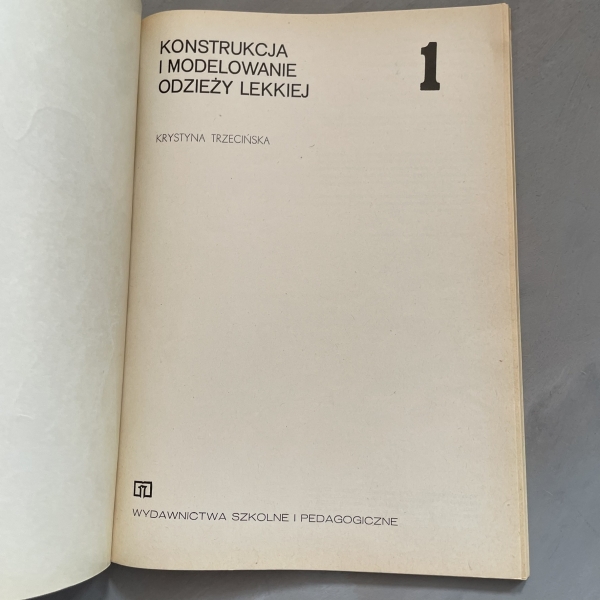 KONSTRUKCJA
I MODELOWANIE
ODZIEŻY LEKKIEJ
1
KRYSTYNA TRZECIŃSKA
WYDAWNICTWA SZKOLNE I PEDAGOGICZNE